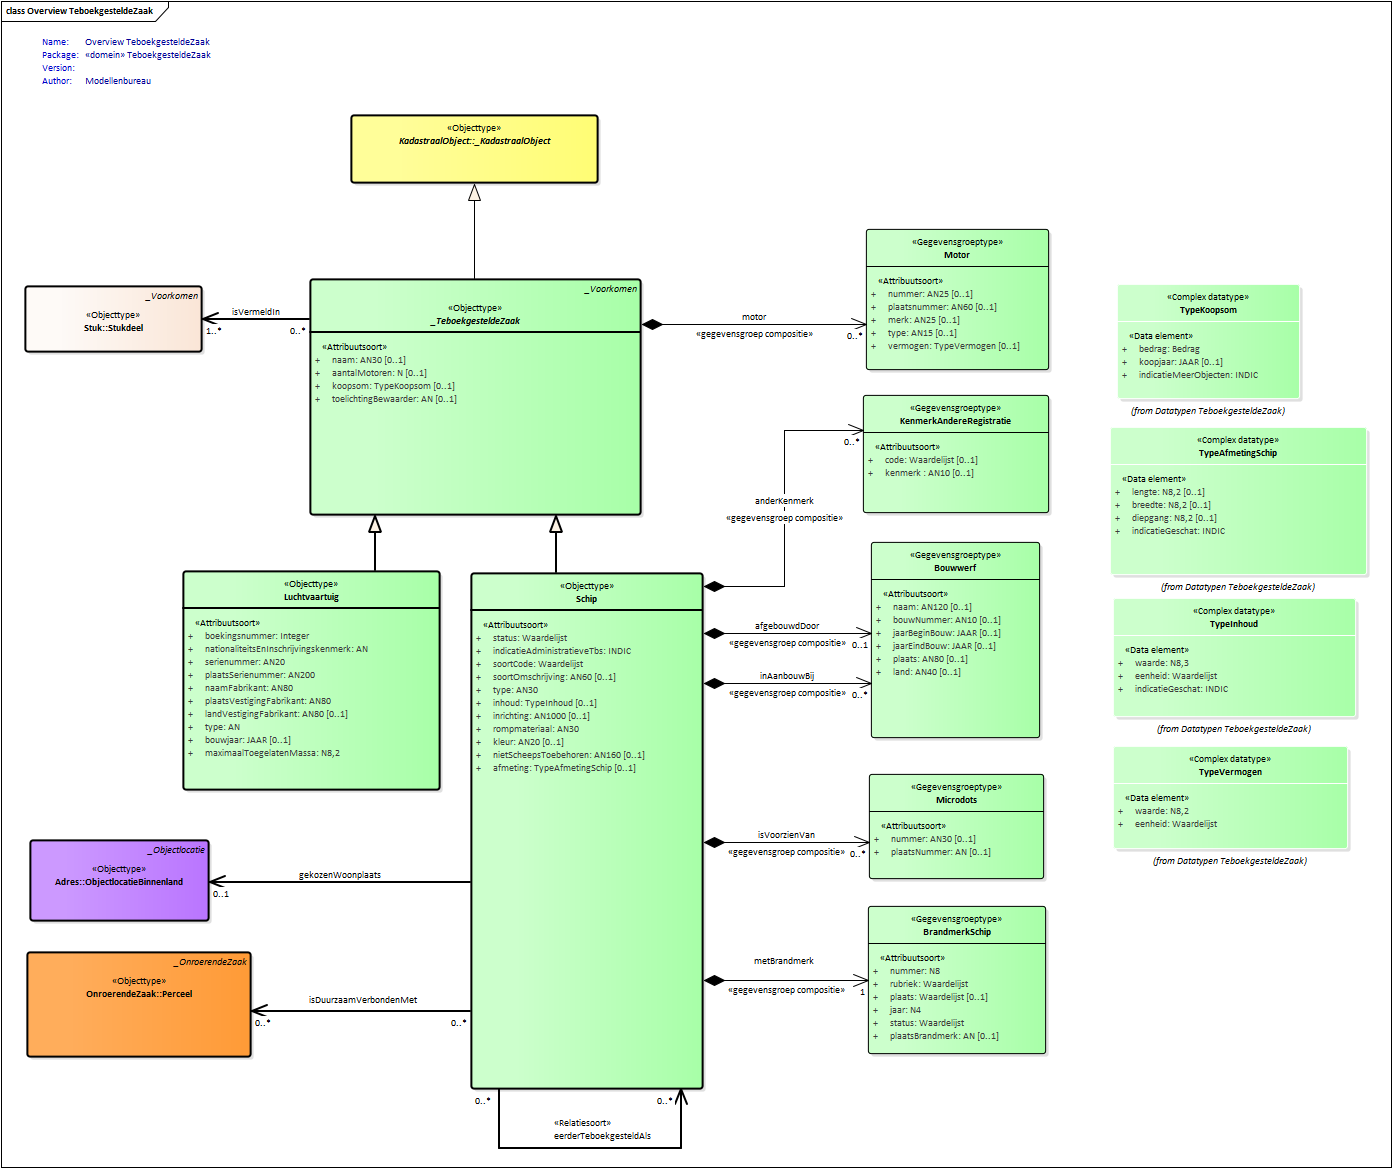 class Overview TeboekgesteldeZaak
Name: Overview TeboekgesteldeZaak
Package: «domein» TeboekgesteldeZaak
Version:
Author: Modellenbureau
«Objecttype»
KadastraalObject::_KadastraalObject
_Voorkomen
«Objecttype»
Stuk::Stukdeel
isVermeldIn
1..*
0..*
_Voorkomen
«Objecttype»
_TeboekgesteldeZaak
«Attribuutsoort»
+ naam: AN30 [0..1]
+ aantalMotoren: N [0..1]
+ koopsom: TypeKoopsom [0..1]
+ toelichtingBewaarder: AN [0..1]
motor
«gegevensgroep compositie»
0..*
«Gegevensgroeptype»
Motor
«Attribuutsoort»
+ nummer: AN25 [0..1]
+ plaatsnummer: AN60 [0..1]
+ merk: AN25 [0..1]
+ type: AN15 [0..1]
+ vermogen: TypeVermogen [0..1]
«Complex datatype»
TypeKoopsom
«Data element»
+ bedrag: Bedrag
+ koopjaar: JAAR [0..1]
+ indicatieMeerObjecten: INDIC
(from Datatypen TeboekgesteldeZaak)
anderKenmerk
«gegevensgroep compositie»
0..*
«Gegevensgroeptype»
KenmerkAndereRegistratie
«Attribuutsoort»
+ code: Waardelijst [0..1]
+ kenmerk : AN10 [0..1]
«Complex datatype»
TypeAfmetingSchip
«Data element»
+ lengte: N8,2 [0..1]
+ breedte: N8,2 [0..1]
+ diepgang: N8,2 [0..1]
+ indicatieGeschat: INDIC
(from Datatypen TeboekgesteldeZaak)
«Objecttype»
Luchtvaartuig
«Attribuutsoort»
+ boekingsnummer: Integer
+ nationaliteitsEnInschrijvingskenmerk: AN
+ serienummer: AN20
+ plaatsSerienummer: AN200
+ naamFabrikant: AN80
+ plaatsVestigingFabrikant: AN80
+ landVestigingFabrikant: AN80 [0..1]
+ type: AN
+ bouwjaar: JAAR [0..1]
+ maximaalToegelatenMassa: N8,2
«Objecttype»
Schip
«Attribuutsoort»
+ status: Waardelijst
+ indicatieAdministratieveTbs: INDIC
+ soortCode: Waardelijst
+ soortOmschrijving: AN60 [0..1]
+ type: AN30
+ inhoud: TypeInhoud [0..1]
+ inrichting: AN1000 [0..1]
+ rompmateriaal: AN30
+ kleur: AN20 [0..1]
+ nietScheepsToebehoren: AN160 [0..1]
+ afmeting: TypeAfmetingSchip [0..1]
afgebouwdDoor
«gegevensgroep compositie»
0..1
inAanbouwBij
«gegevensgroep compositie»
0..*
«Gegevensgroeptype»
Bouwwerf
«Attribuutsoort»
+ naam: AN120 [0..1]
+ bouwNummer: AN10 [0..1]
+ jaarBeginBouw: JAAR [0..1]
+ jaarEindBouw: JAAR [0..1]
+ plaats: AN80 [0..1]
+ land: AN40 [0..1]
«Complex datatype»
TypeInhoud
«Data element»
+ waarde: N8,3
+ eenheid: Waardelijst
+ indicatieGeschat: INDIC
(from Datatypen TeboekgesteldeZaak)
«Complex datatype»
TypeVermogen
«Data element»
+ waarde: N8,2
+ eenheid: Waardelijst
(from Datatypen TeboekgesteldeZaak)
isVoorzienVan
«gegevensgroep compositie»
0..*
«Gegevensgroeptype»
Microdots
«Attribuutsoort»
+ nummer: AN30 [0..1]
+ plaatsNummer: AN [0..1]
_Objectlocatie
«Objecttype»
Adres::ObjectlocatieBinnenland
gekozenWoonplaats
0..1
metBrandmerk
«gegevensgroep compositie»
1
«Gegevensgroeptype»
BrandmerkSchip
«Attribuutsoort»
+ nummer: N8
+ rubriek: Waardelijst
+ plaats: Waardelijst [0..1]
+ jaar: N4
+ status: Waardelijst
+ plaatsBrandmerk: AN [0..1]
_OnroerendeZaak
«Objecttype»
OnroerendeZaak::Perceel
isDuurzaamVerbondenMet
0..*
0..*
0..*
0..*
«Relatiesoort»
eerderTeboekgesteldAls